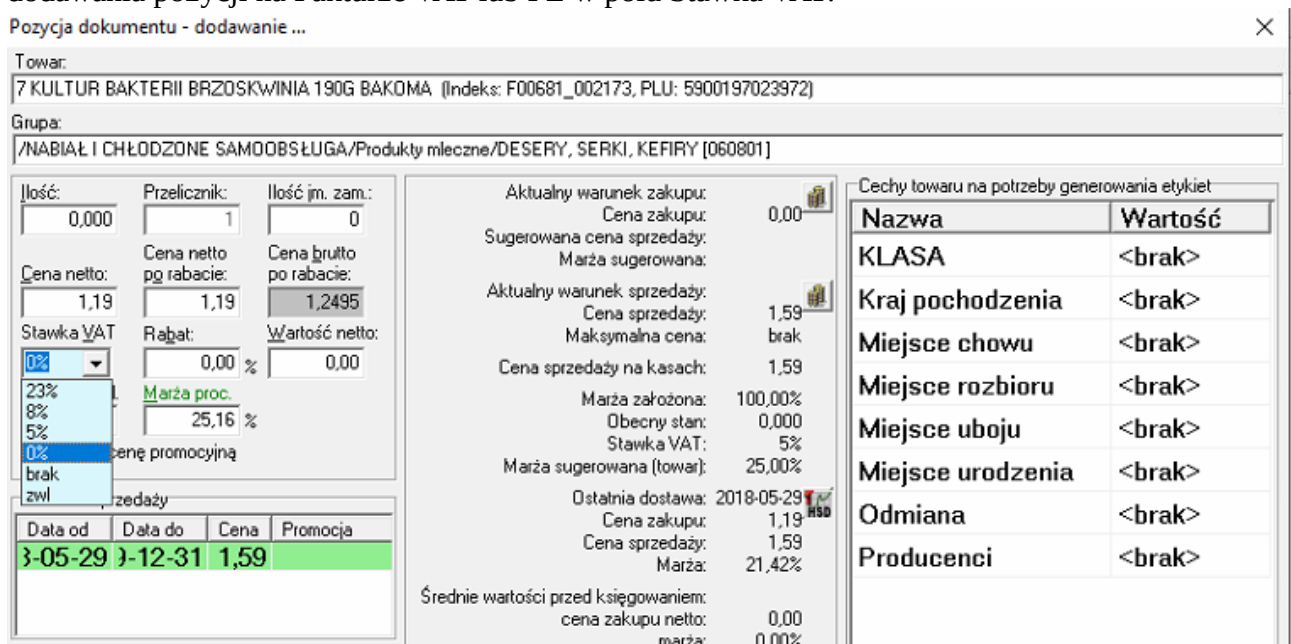 dodawania pozycji na Fakturze VAT lub PZ w polu Stawka VAT.
Pozycja dokumentu - dodawanie ...
Towar:
7 KULTUR BAKTERII BRZOSKWINIA 190G BAKOMA (Indeks: F00681_002173, PLU: 5900197023972)
Grupa:
/NABIAŁ I CHŁODZONE SAMOOBSŁUGA/Produkty mleczne/DESERY, SERKI, KEFIRY [060801]
Ilość: Przelicznik: Ilość jm. zam.:
0,000 1 0
Cena netto: Cena netto po rabacie: Cena brutto po rabacie:
1,19 1,19 1,2495
Stawka VAT Rabat: Wartość netto:
0% 0,00 % 0,00
23%
8%
5%
0%
brak
zwl
Marża proc.
25,16 %
cenę promocyjną
zedaży
Data od Data do Cena Promocja
3-05-29 9-12-31 1,59
Aktualny warunek zakupu:
Cena zakupu: 0,00
Sugerowana cena sprzedaży:
Marża sugerowana:
Aktualny warunek sprzedaży:
Cena sprzedaży: 1,59
Maksymalna cena: brak
Cena sprzedaży na kasach: 1,59
Marża założona: 100,00%
Obecny stan: 0,000
Stawka VAT: 5%
Marża sugerowana (towar): 25,00%
Ostatnia dostawa: 2018-05-29
HSD
Cena zakupu: 1,19
Cena sprzedaży: 1,59
Marża: 21,42%
Średnie wartości przed księgowaniem:
cena zakupu netto: 0,00
marża: 0,00%
Cechy towaru na potrzeby generowania etykiet
Nazwa Wartość
KLASA <brak>
Kraj pochodzenia <brak>
Miejsce chowu <brak>
Miejsce rozbioru <brak>
Miejsce uboju <brak>
Miejsce urodzenia <brak>
Odmiana <brak>
Producenci <brak>